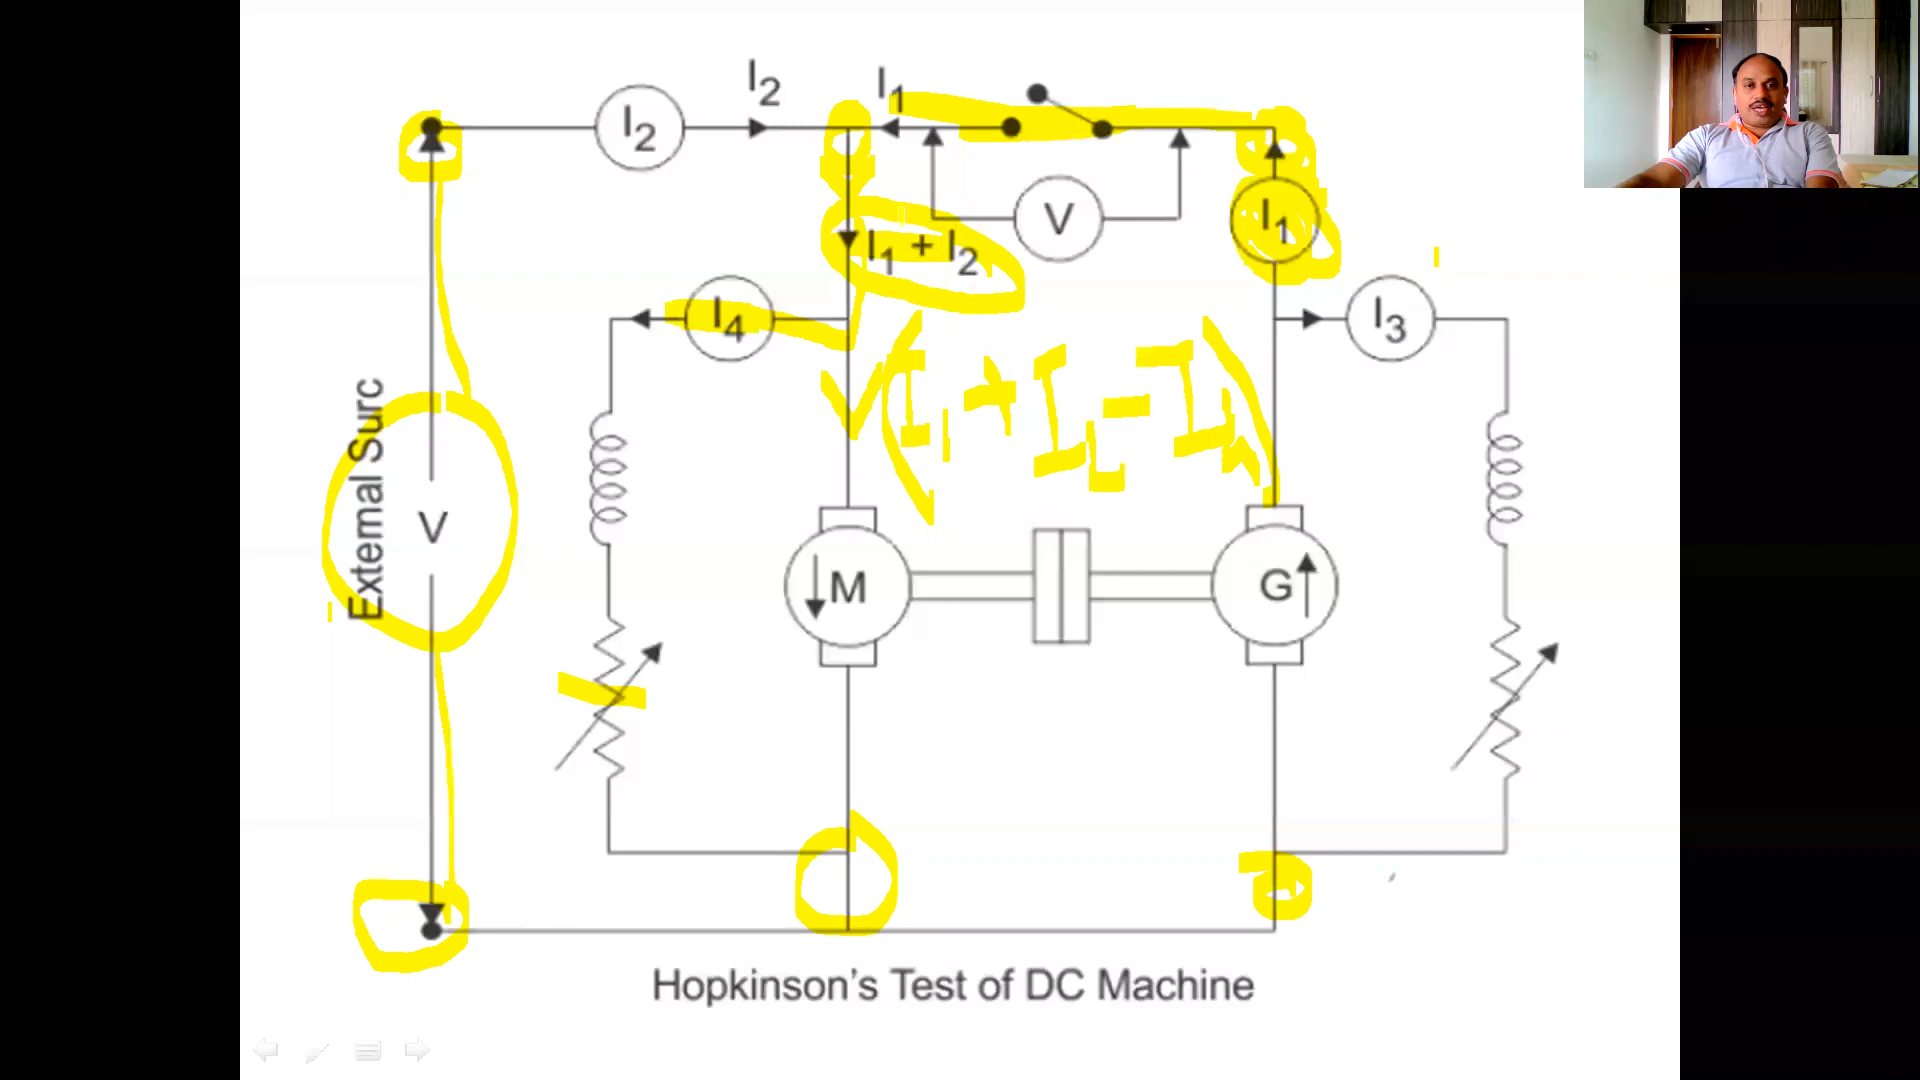 I2
I1
I2
V
I1
I1 + I2
I4
I3
(I1 + I2 - I4)
External Surc
V
M
G
Hopkinson's Test of DC Machine